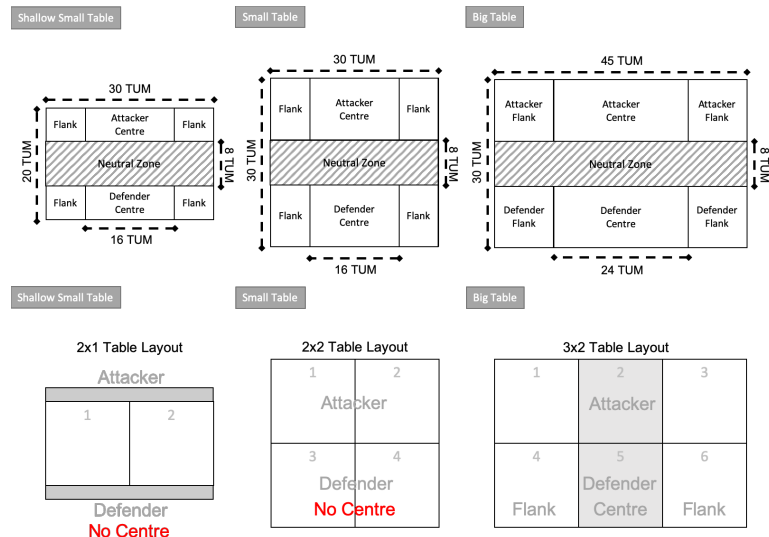 Shallow Small Table
Small Table
Big Table
30 TUM
30 TUM
45 TUM
Flank
Attacker
Centre
Flank
Neutral Zone
Flank
Defender
Centre
Flank
20 TUM
8 TUM
16 TUM
Flank
Attacker
Centre
Flank
Neutral Zone
Flank
Defender
Centre
Flank
30 TUM
8 TUM
16 TUM
Attacker
Flank
Attacker
Centre
Attacker
Flank
Neutral Zone
Defender
Flank
Defender
Centre
Defender
Flank
30 TUM
8 TUM
24 TUM
Shallow Small Table
Small Table
Big Table
2x1 Table Layout
Attacker
1 2
Defender
No Centre
2x2 Table Layout
1 2
Attacker
3 4
Defender
No Centre
3x2 Table Layout
1 2 3
Attacker
4 5 6
Defender
Flank Centre Flank